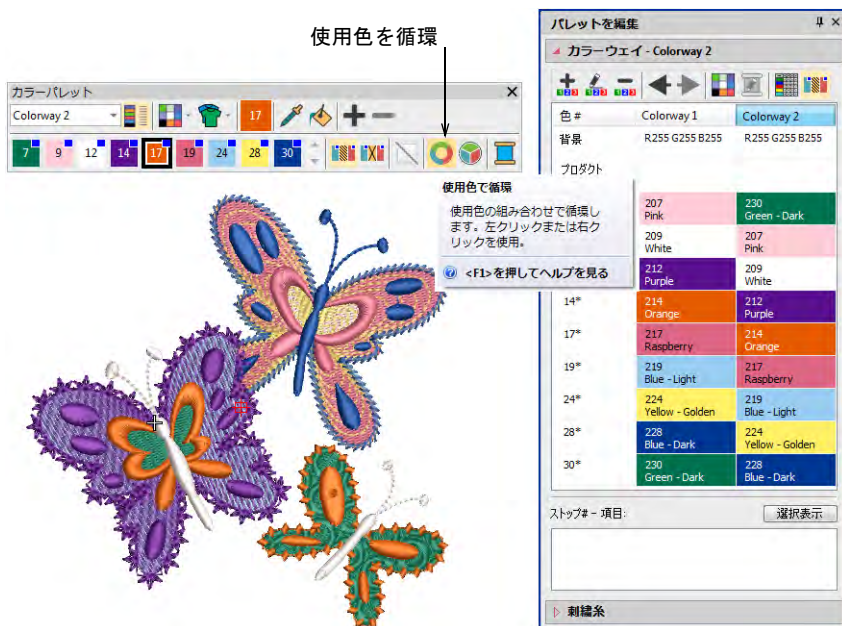 使用色を循環
カラーパレット
Colorway 2
17
7 9 12 14 17 19 24 28 30
使用色で循環
使用色の組み合わせで循環し
ます。左クリックまたは右ク
リックを使用。
<F1>を押してヘルプを見る
パレットを編集
カラーウェイ - Colorway 2
色 # Colorway 1 Colorway 2
背景 R255 G255 B255 R255 G255 B255
プロダクト
207 230
Pink Green - Dark
209 207
White Pink
212 209
Purple White
14* 214 212
Orange Purple
17* 217 214
Raspberry Orange
19* 219 217
Blue - Light Raspberry
24* 224 219
Yellow - Golden Blue - Light
28* 228 224
Blue - Dark Yellow - Golden
30* 230 228
Green - Dark Blue - Dark
ストップ# - 項目:
選択表示
刺繍糸